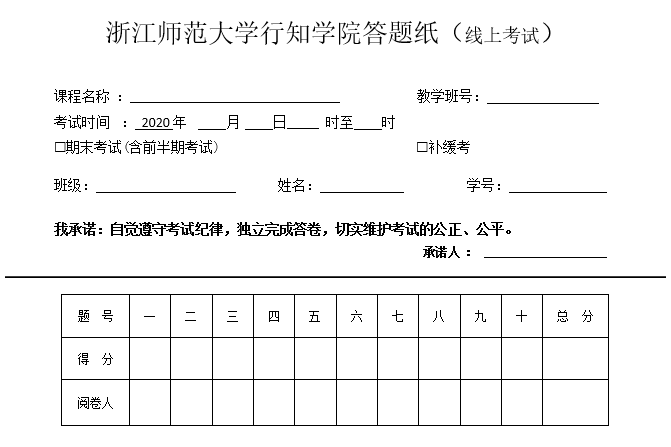 浙江师范大学行知学院答题纸（线上考试）
课程名称 ：　　　　教学班号：
考试时间 ： 2020年 　月 　日　 时至　时
□期末考试(含前半期考试)　　　　□补缓考
班级：　　　　姓名：　　　　学号：
我承诺：自觉遵守考试纪律，独立完成答卷，切实维护考试的公正、公平。
承诺人 ：
题 号 一 二 三 四 五 六 七 八 九 十 总 分
得 分
阅卷人